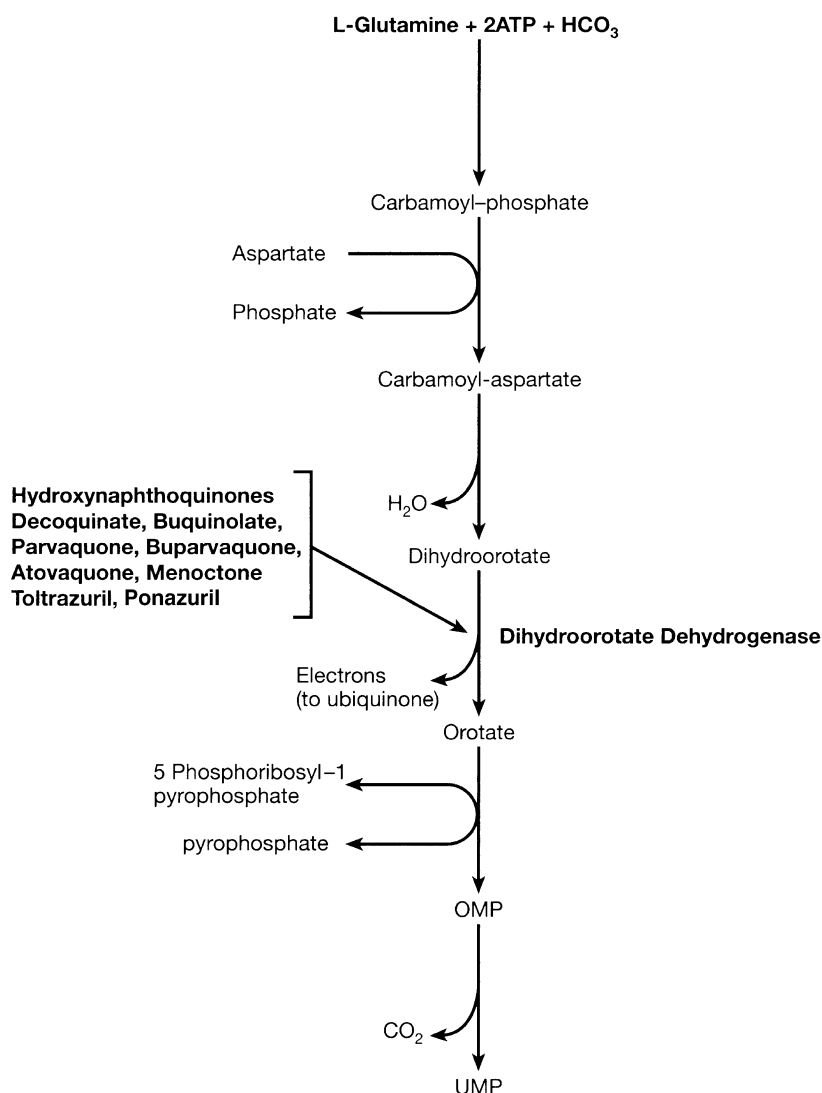 L-Glutamine + 2ATP + HCO₃
Carbamoyl–phosphate
Aspartate
Phosphate
Carbamoyl-aspartate
H₂O
Hydroxynaphthoquinones
Decoquinate, Buquinolate,
Parvaquone, Buparvaquone,
Atovaquone, Menoctone
Toltrazuril, Ponazuril
Dihydroorotate
Dihydroorotate Dehydrogenase
Electrons
(to ubiquinone)
Orotate
5 Phosphoribosyl–1
pyrophosphate
pyrophosphate
OMP
CO₂
UMP